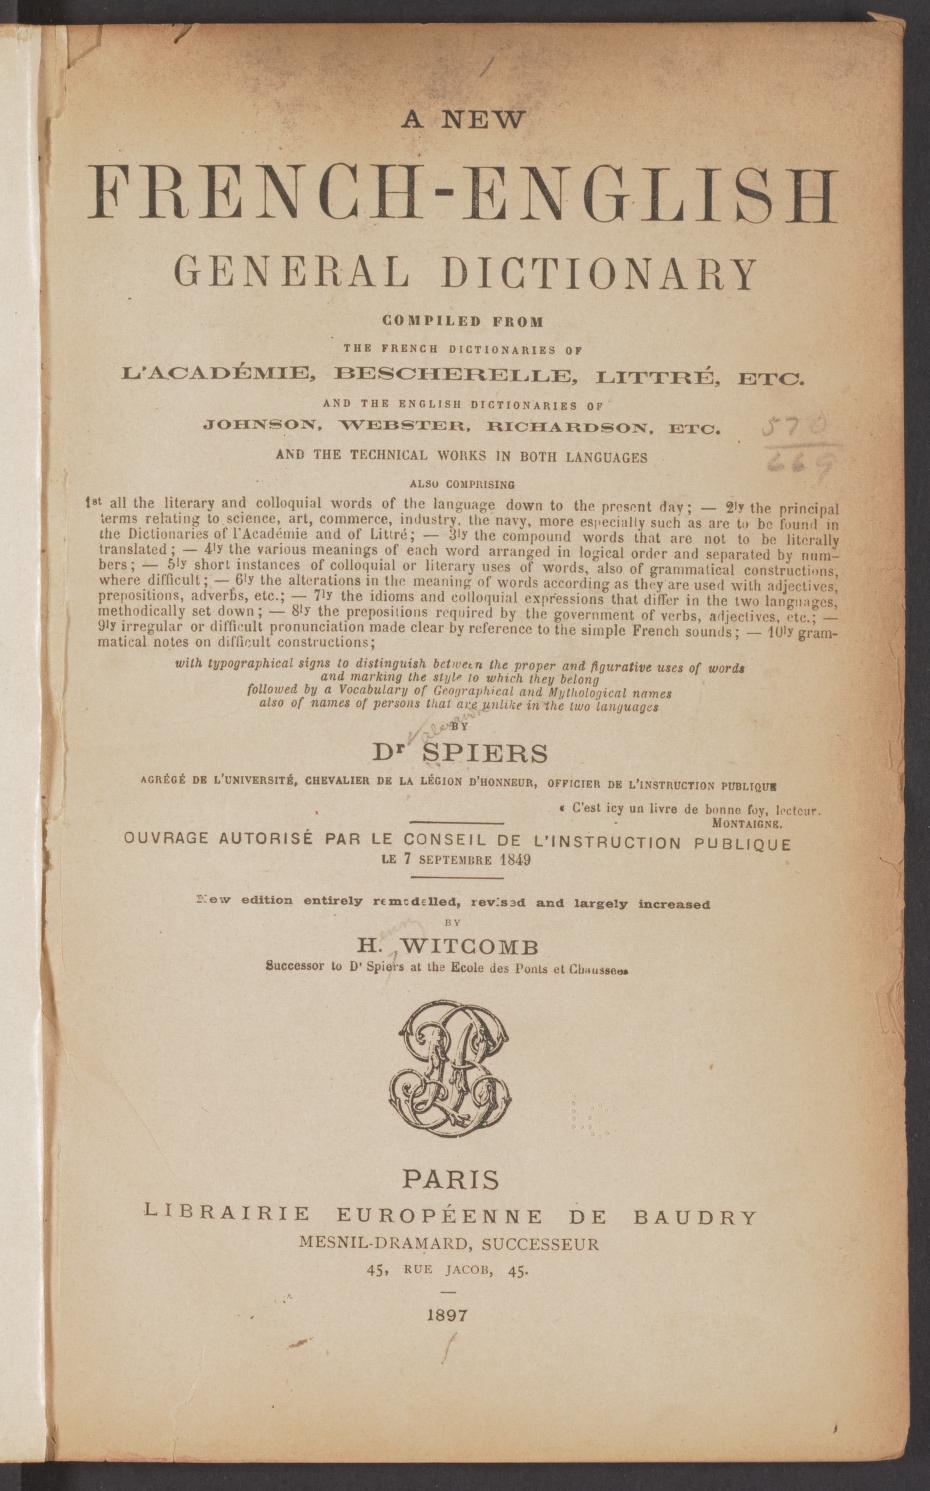 A NEW
FRENCH-ENGLISH
GENERAL DICTIONARY
COMPILED FROM
THE FRENCH DICTIONARIES OF
L'ACADÉMIE, BESCHERELLE, LITTRÉ, ETC.
AND THE ENGLISH DICTIONARIES OF
JOHNSON, WEBSTER, RICHARDSON, ETC.
570
669
AND THE TECHNICAL WORKS IN BOTH LANGUAGES
ALSO COMPRISING
1st all the literary and colloquial words of the language down to the present day; — 2ly the principal
terms relating to science, art, commerce, industry, the navy, more especially such as are to be found in
the Dictionaries of l'Académie and of Littré; — 3ly the compound words that are not to be literally
translated; — 4ly the various meanings of each word arranged in logical order and separated by num-
bers; — 5ly short instances of colloquial or literary uses of words, also of grammatical constructions,
where difficult; — 6ly the alterations in the meaning of words according as they are used with adjectives,
prepositions, adverbs, etc.; — 7ly the idioms and colloquial expressions that differ in the two languages,
methodically set down; — 8ly the prepositions required by the government of verbs, adjectives, etc.; —
9ly irregular or difficult pronunciation made clear by reference to the simple French sounds; — 10ly gram-
matical notes on difficult constructions;
with typographical signs to distinguish between the proper and figurative uses of words
and marking the style to which they belong
followed by a Vocabulary of Geographical and Mythological names
also of names of persons that are unlike in the two languages
BY
Dr SPIERS
AGRÉGÉ DE L'UNIVERSITÉ, CHEVALIER DE LA LÉGION D'HONNEUR, OFFICIER DE L'INSTRUCTION PUBLIQUE
« C'est icy un livre de bonne foy, lecteur.
MONTAIGNE.
OUVRAGE AUTORISÉ PAR LE CONSEIL DE L'INSTRUCTION PUBLIQUE
LE 7 SEPTEMBRE 1849
New edition entirely remodelled, revised and largely increased
BY
H. WITCOMB
Successor to Dr Spiers at the Ecole des Ponts et Chaussees
PARIS
LIBRAIRIE EUROPÉENNE DE BAUDRY
MESNIL-DRAMARD, SUCCESSEUR
45, RUE JACOB, 45.
1897